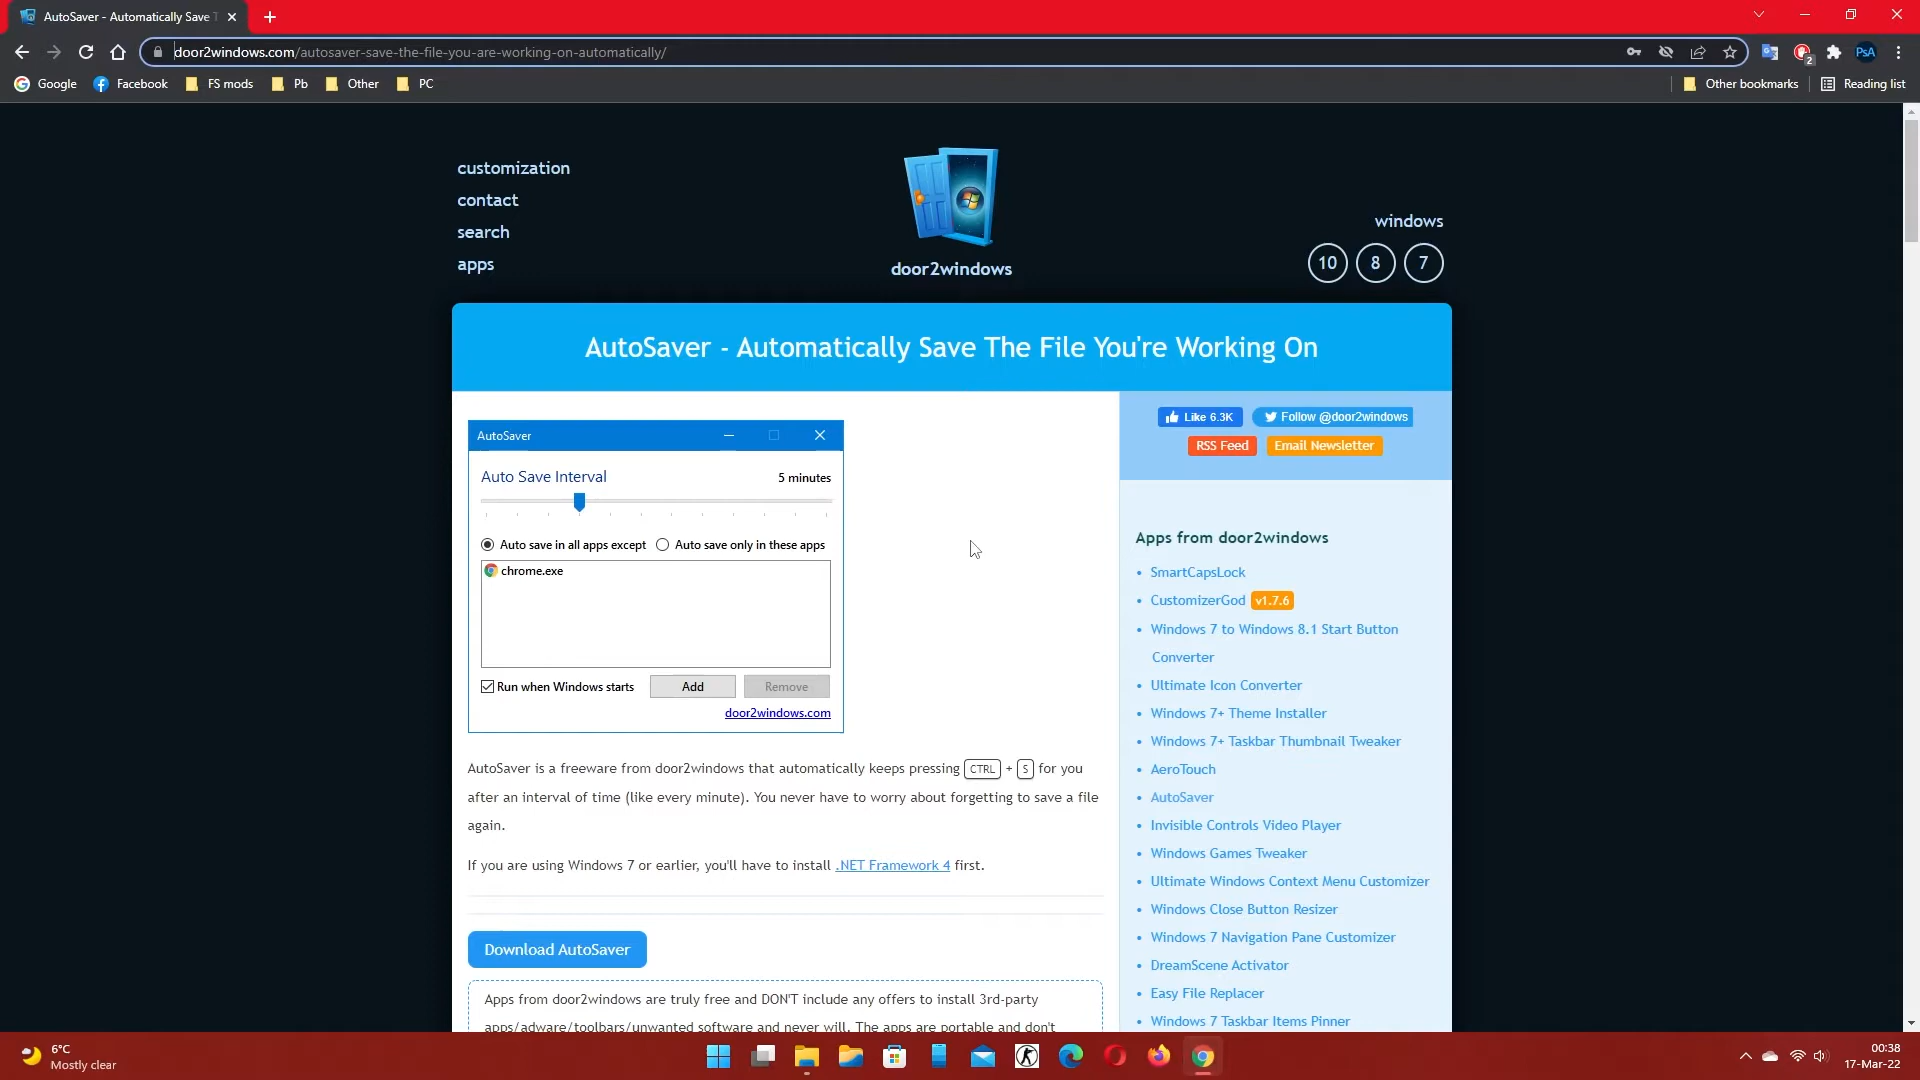 AutoSaver - Automatically Save T
door2windows.com/autosaver-save-the-file-you-are-working-on-automatically/
2
PsA
Google
Facebook
FS mods
Pb
Other
PC
Other bookmarks
Reading list
customization
contact
search
apps
door2windows
windows
10 8 7
AutoSaver - Automatically Save The File You're Working On
AutoSaver
Auto Save Interval
5 minutes
Auto save in all apps except
Auto save only in these apps
chrome.exe
Run when Windows starts
Add
Remove
door2windows.com
AutoSaver is a freeware from door2windows that automatically keeps pressing CTRL + S for you
after an interval of time (like every minute). You never have to worry about forgetting to save a file
again.
If you are using Windows 7 or earlier, you'll have to install .NET Framework 4 first.
Download AutoSaver
Apps from door2windows are truly free and DON'T include any offers to install 3rd-party
apps/adware/toolbars/unwanted software and never will. The apps are portable and don't
Like 6.3K
Follow @door2windows
RSS Feed
Email Newsletter
Apps from door2windows
SmartCapsLock
CustomizerGod v1.7.6
Windows 7 to Windows 8.1 Start Button
Converter
Ultimate Icon Converter
Windows 7+ Theme Installer
Windows 7+ Taskbar Thumbnail Tweaker
AeroTouch
AutoSaver
Invisible Controls Video Player
Windows Games Tweaker
Ultimate Windows Context Menu Customizer
Windows Close Button Resizer
Windows 7 Navigation Pane Customizer
DreamScene Activator
Easy File Replacer
Windows 7 Taskbar Items Pinner
6°C
Mostly clear
00:38
17-Mar-22